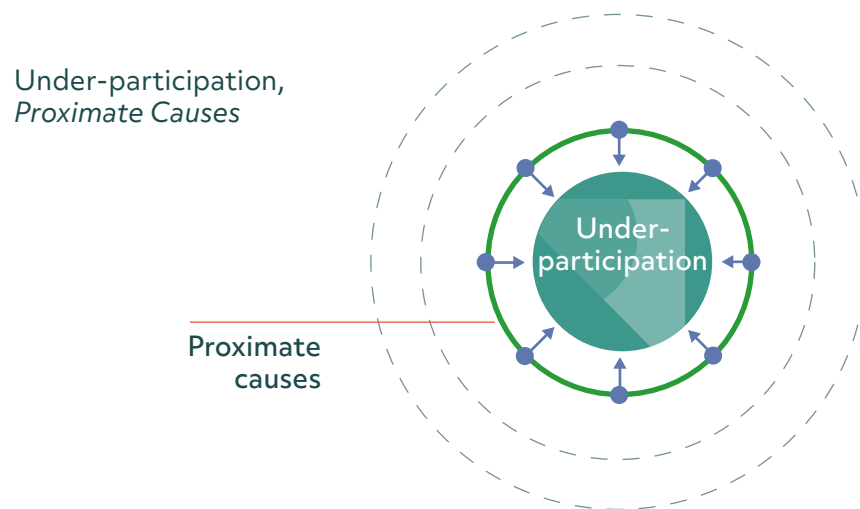 Under-participation,
Proximate Causes
Under-
participation
Proximate
causes